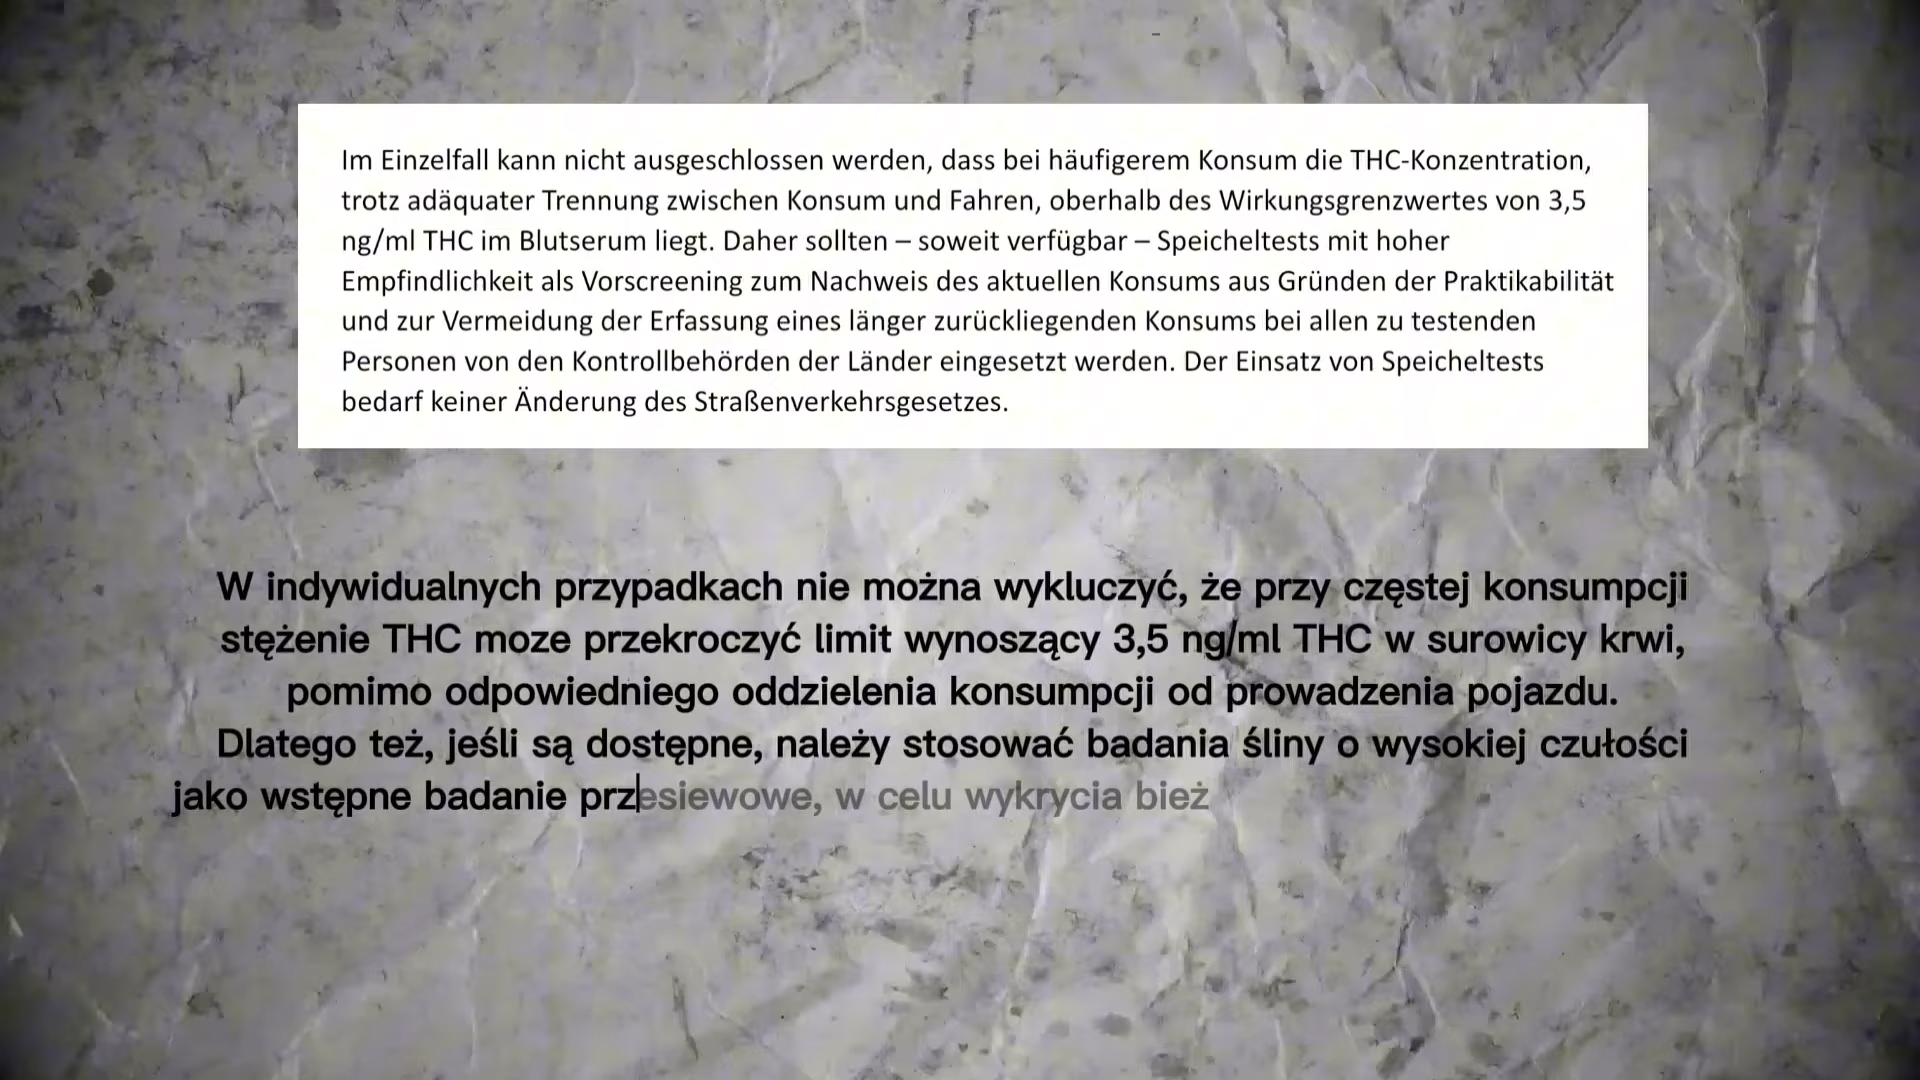 Im Einzelfall kann nicht ausgeschlossen werden, dass bei häufigerem Konsum die THC-Konzentration,
trotz adäquater Trennung zwischen Konsum und Fahren, oberhalb des Wirkungsgrenzwertes von 3,5
ng/ml THC im Blutserum liegt. Daher sollten – soweit verfügbar – Speicheltests mit hoher
Empfindlichkeit als Vorscreening zum Nachweis des aktuellen Konsums aus Gründen der Praktikabilität
und zur Vermeidung der Erfassung eines länger zurückliegenden Konsums bei allen zu testenden
Personen von den Kontrollbehörden der Länder eingesetzt werden. Der Einsatz von Speicheltests
bedarf keiner Änderung des Straßenverkehrsgesetzes.
W indywidualnych przypadkach nie można wykluczyć, że przy częstej konsumpcji
stężenie THC moze przekroczyć limit wynoszący 3,5 ng/ml THC w surowicy krwi,
pomimo odpowiedniego oddzielenia konsumpcji od prowadzenia pojazdu.
Dlatego też, jeśli są dostępne, należy stosować badania śliny o wysokiej czułości
jako wstępne badanie przesiewowe, w celu wykrycia bież